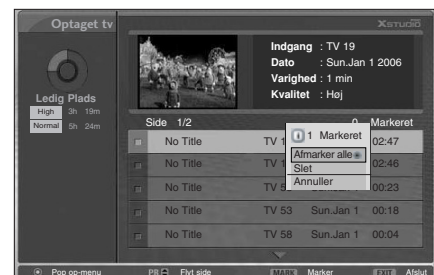 Optaget tv
XSTUDIO
Indgang : TV 19
Dato : Sun.Jan 1 2006
Varighed : 1 min
Kvalitet : Høj
Ledig Plads
High 3h 19m
Normal 5h 24m
Side 1/2 0 Markeret
No Title TV 1 02:47
No Title TV 1 02:46
No Title TV 5 00:23
No Title TV 53 Sun.Jan 1 00:18
No Title TV 58 Sun.Jan 1 00:04
1 Markeret
Afmarker alle
Slet
Annuller
Pop op-menu PR Flyt side MARK Marker EXIT Afslut